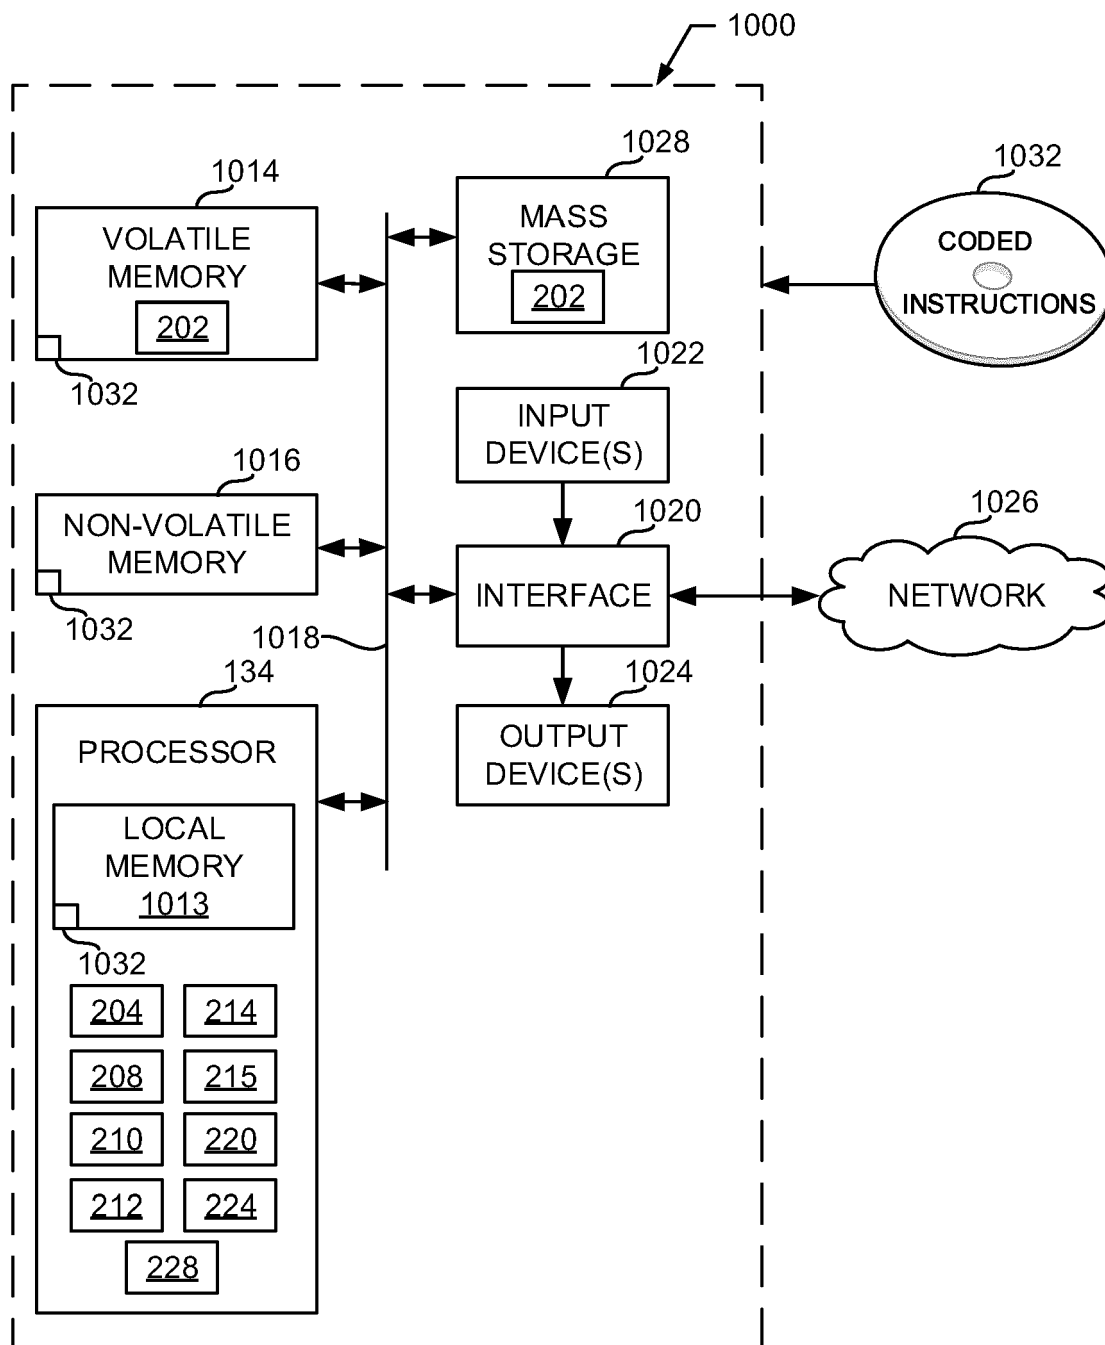 1000
1014
VOLATILE
MEMORY
202
1032
1028
MASS
STORAGE
202
1032
CODED
INSTRUCTIONS
1022
INPUT
DEVICE(S)
1016
NON-VOLATILE
MEMORY
1032
1020
INTERFACE
1026
NETWORK
1018
1024
OUTPUT
DEVICE(S)
134
PROCESSOR
LOCAL
MEMORY
1013
1032
204
214
208
215
210
220
212
224
228